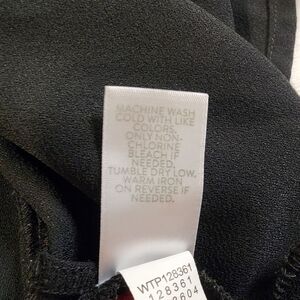 MACHINE WASH
COLD WITH LIKE
COLORS.
ONLY NON-
CHLORINE
BLEACH IF
NEEDED.
TUMBLE DRY LOW.
WARM IRON
ON REVERSE IF
NEEDED.
WTP128361
128361
8604